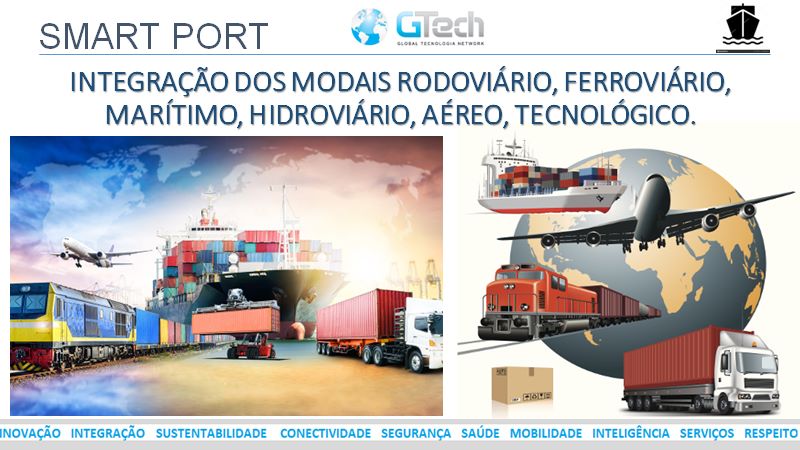 SMART PORT
GTech
GLOBAL TECNOLOGIA NETWORK
INTEGRAÇÃO DOS MODAIS RODOVIÁRIO, FERROVIÁRIO,
MARÍTIMO, HIDROVIÁRIO, AÉREO, TECNOLÓGICO.
INOVAÇÃO INTEGRAÇÃO SUSTENTABILIDADE CONECTIVIDADE SEGURANÇA SAÚDE MOBILIDADE INTELIGÊNCIA SERVIÇOS RESPEITO